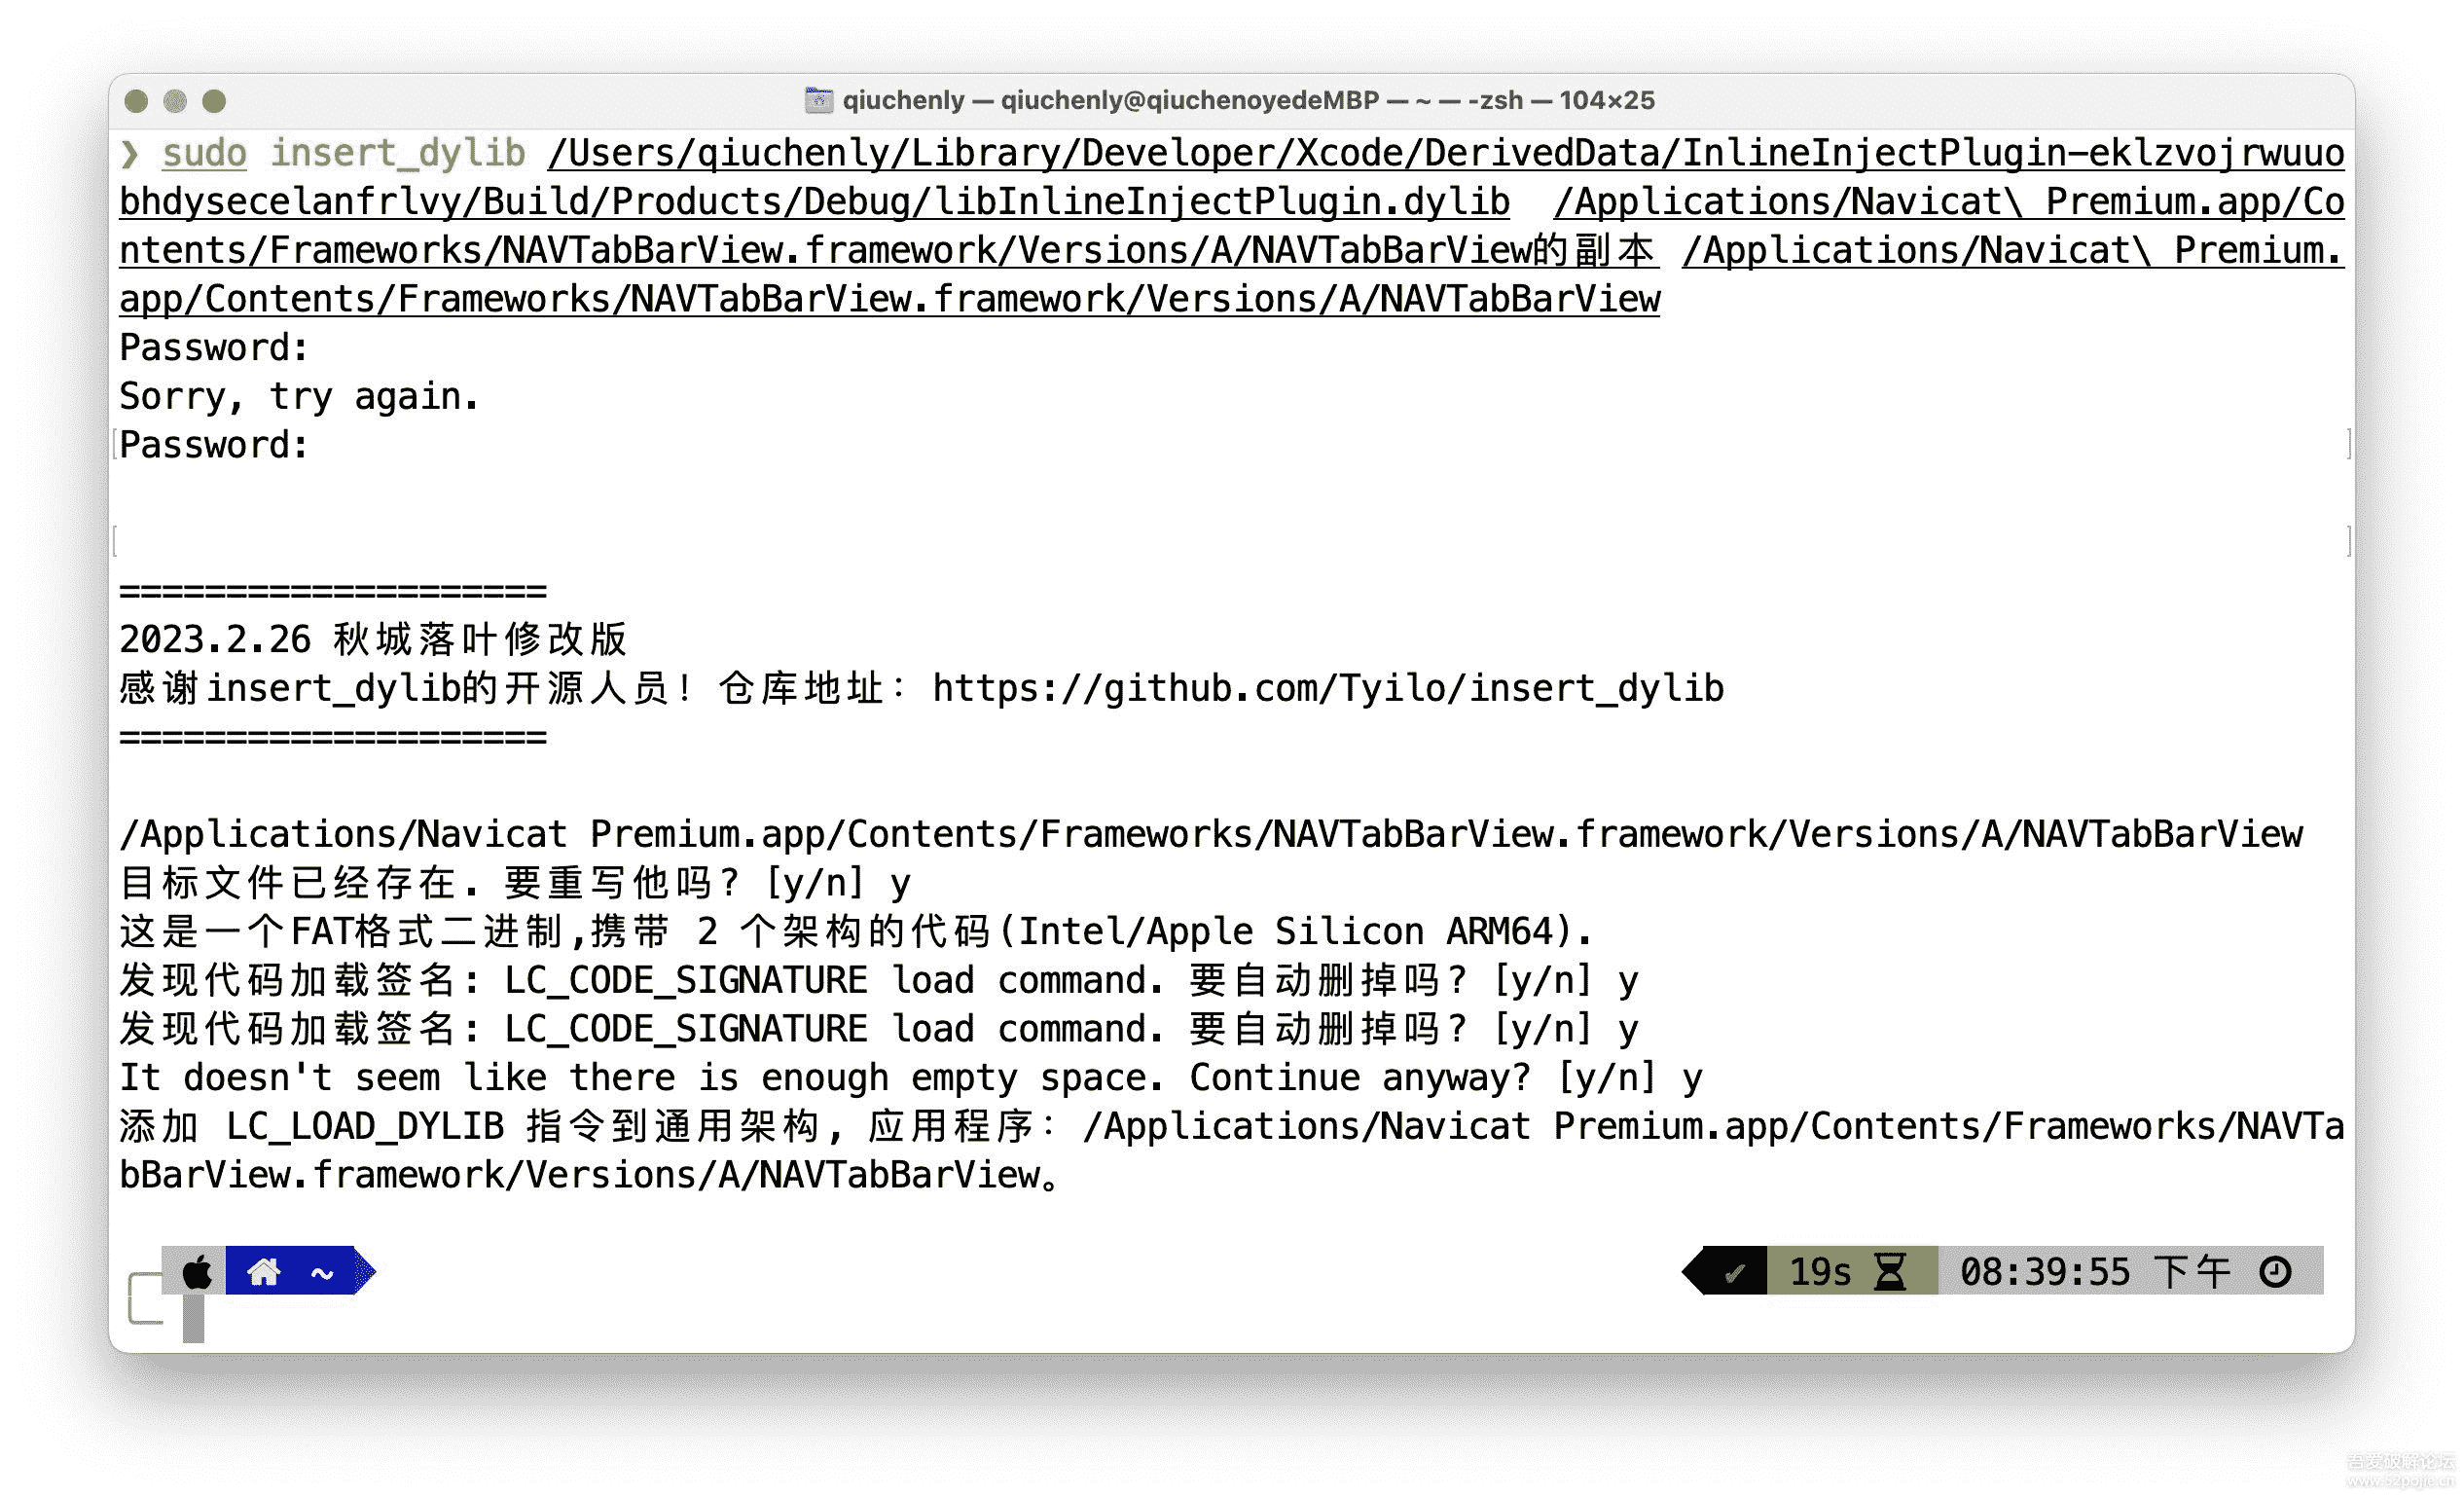 qiuchenly — qiuchenly@qiuchenoyedeMBP — ~ — -zsh — 104×25
❯ sudo insert_dylib /Users/qiuchenly/Library/Developer/Xcode/DerivedData/InlineInjectPlugin-eklzvojrwuuo
bhdysecelanfrlvy/Build/Products/Debug/libInlineInjectPlugin.dylib  /Applications/Navicat\ Premium.app/Co
ntents/Frameworks/NAVTabBarView.framework/Versions/A/NAVTabBarView的副本 /Applications/Navicat\ Premium.
app/Contents/Frameworks/NAVTabBarView.framework/Versions/A/NAVTabBarView
Password:
Sorry, try again.
Password:
====================
2023.2.26 秋城落叶修改版
感谢insert_dylib的开源人员！仓库地址：https://github.com/Tyilo/insert_dylib
====================
/Applications/Navicat Premium.app/Contents/Frameworks/NAVTabBarView.framework/Versions/A/NAVTabBarView
目标文件已经存在. 要重写他吗? [y/n] y
这是一个FAT格式二进制,携带 2 个架构的代码(Intel/Apple Silicon ARM64).
发现代码加载签名: LC_CODE_SIGNATURE load command. 要自动删掉吗? [y/n] y
发现代码加载签名: LC_CODE_SIGNATURE load command. 要自动删掉吗? [y/n] y
It doesn't seem like there is enough empty space. Continue anyway? [y/n] y
添加 LC_LOAD_DYLIB 指令到通用架构, 应用程序：/Applications/Navicat Premium.app/Contents/Frameworks/NAVTa
bBarView.framework/Versions/A/NAVTabBarView。
~ ✔ 19s 08:39:55 下午
吾爱破解论坛
www.52pojie.cn